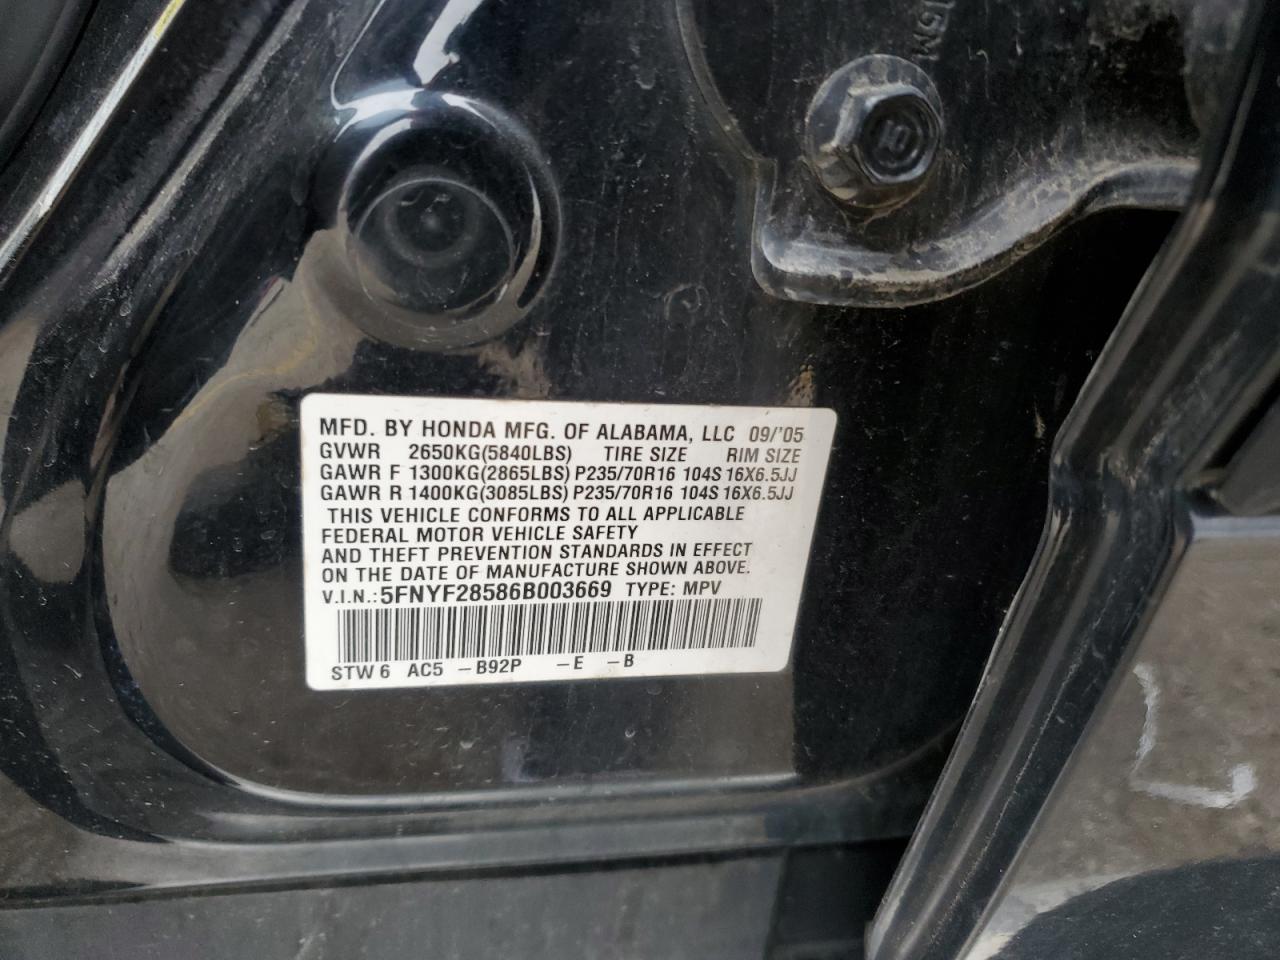 16M
MFD. BY HONDA MFG. OF ALABAMA, LLC 09/'05
GVWR 2650KG(5840LBS) TIRE SIZE RIM SIZE
GAWR F 1300KG(2865LBS) P235/70R16 104S 16X6.5JJ
GAWR R 1400KG(3085LBS) P235/70R16 104S 16X6.5JJ
THIS VEHICLE CONFORMS TO ALL APPLICABLE
FEDERAL MOTOR VEHICLE SAFETY
AND THEFT PREVENTION STANDARDS IN EFFECT
ON THE DATE OF MANUFACTURE SHOWN ABOVE.
V.I.N.:5FNYF28586B003669 TYPE: MPV
STW6 AC5 -B92P -E -B